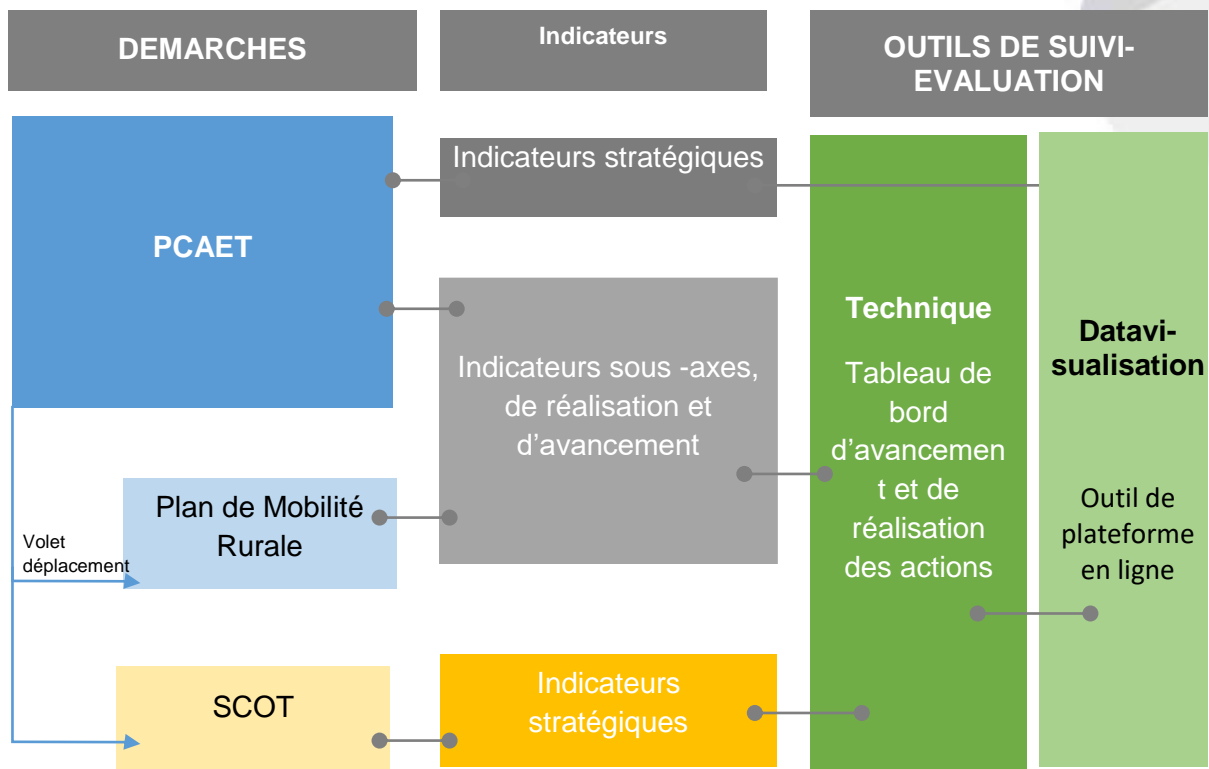 DEMARCHES
Indicateurs
OUTILS DE SUIVI-
EVALUATION
PCAET
Indicateurs stratégiques
Indicateurs sous -axes,
de réalisation et
d’avancement
Plan de Mobilité
Rurale
Volet
déplacement
SCOT
Indicateurs
stratégiques
Technique
Tableau de
bord
d’avancemen
t et de
réalisation
des actions
Datavi-
sualisation
Outil de
plateforme
en ligne